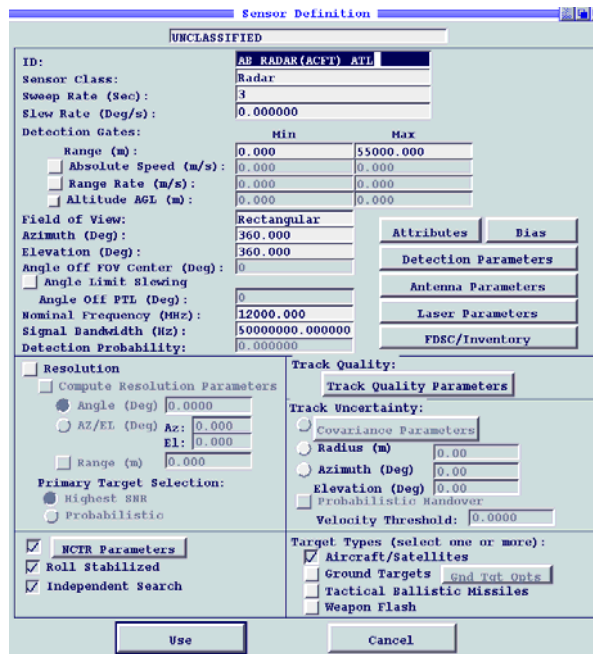 Sensor Definition
UNCLASSIFIED
ID: AB RADAR(ACFT) ATL
Sensor Class: Radar
Sweep Rate (Sec): 3
Slew Rate (Deg/s): 0.000000
Detection Gates: Min Max
Range (m): 0.000 55000.000
Absolute Speed (m/s): 0.000 0.000
Range Rate (m/s): 0.000 0.000
Altitude AGL (m): 0.000 0.000
Field of View: Rectangular
Azimuth (Deg): 360.000
Elevation (Deg): 360.000
Angle Off FOV Center (Deg): 0
Angle Limit Slewing
Angle Off PTL (Deg): 0
Nominal Frequency (MHz): 12000.000
Signal Bandwidth (Hz): 50000000.000000
Detection Probability: 0.000000
Attributes Bias
Detection Parameters
Antenna Parameters
Laser Parameters
FDSC/Inventory
Resolution
Compute Resolution Parameters
Angle (Deg) 0.0000
AZ/EL (Deg) Az: 0.000
El: 0.000
Range (m) 0.000
Primary Target Selection:
Highest SNR
Probabilistic
Track Quality:
Track Quality Parameters
Track Uncertainty:
Covariance Parameters
Radius (m) 0.00
Azimuth (Deg) 0.00
Elevation (Deg) 0.00
Probabilistic Handover
Velocity Threshold: 0.0000
NCTR Parameters
Roll Stabilized
Independent Search
Target Types (select one or more):
Aircraft/Satellites
Ground Targets Gnd Tgt Opts
Tactical Ballistic Missiles
Weapon Flash
Use Cancel